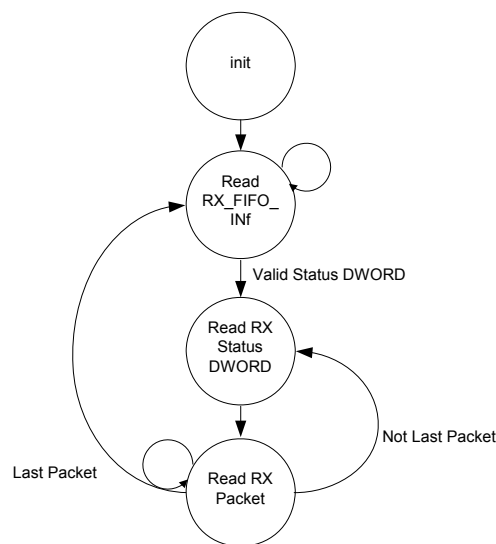 init
Read
RX_FIFO_
INf
Valid Status DWORD
Read RX
Status
DWORD
Not Last Packet
Last Packet
Read RX
Packet